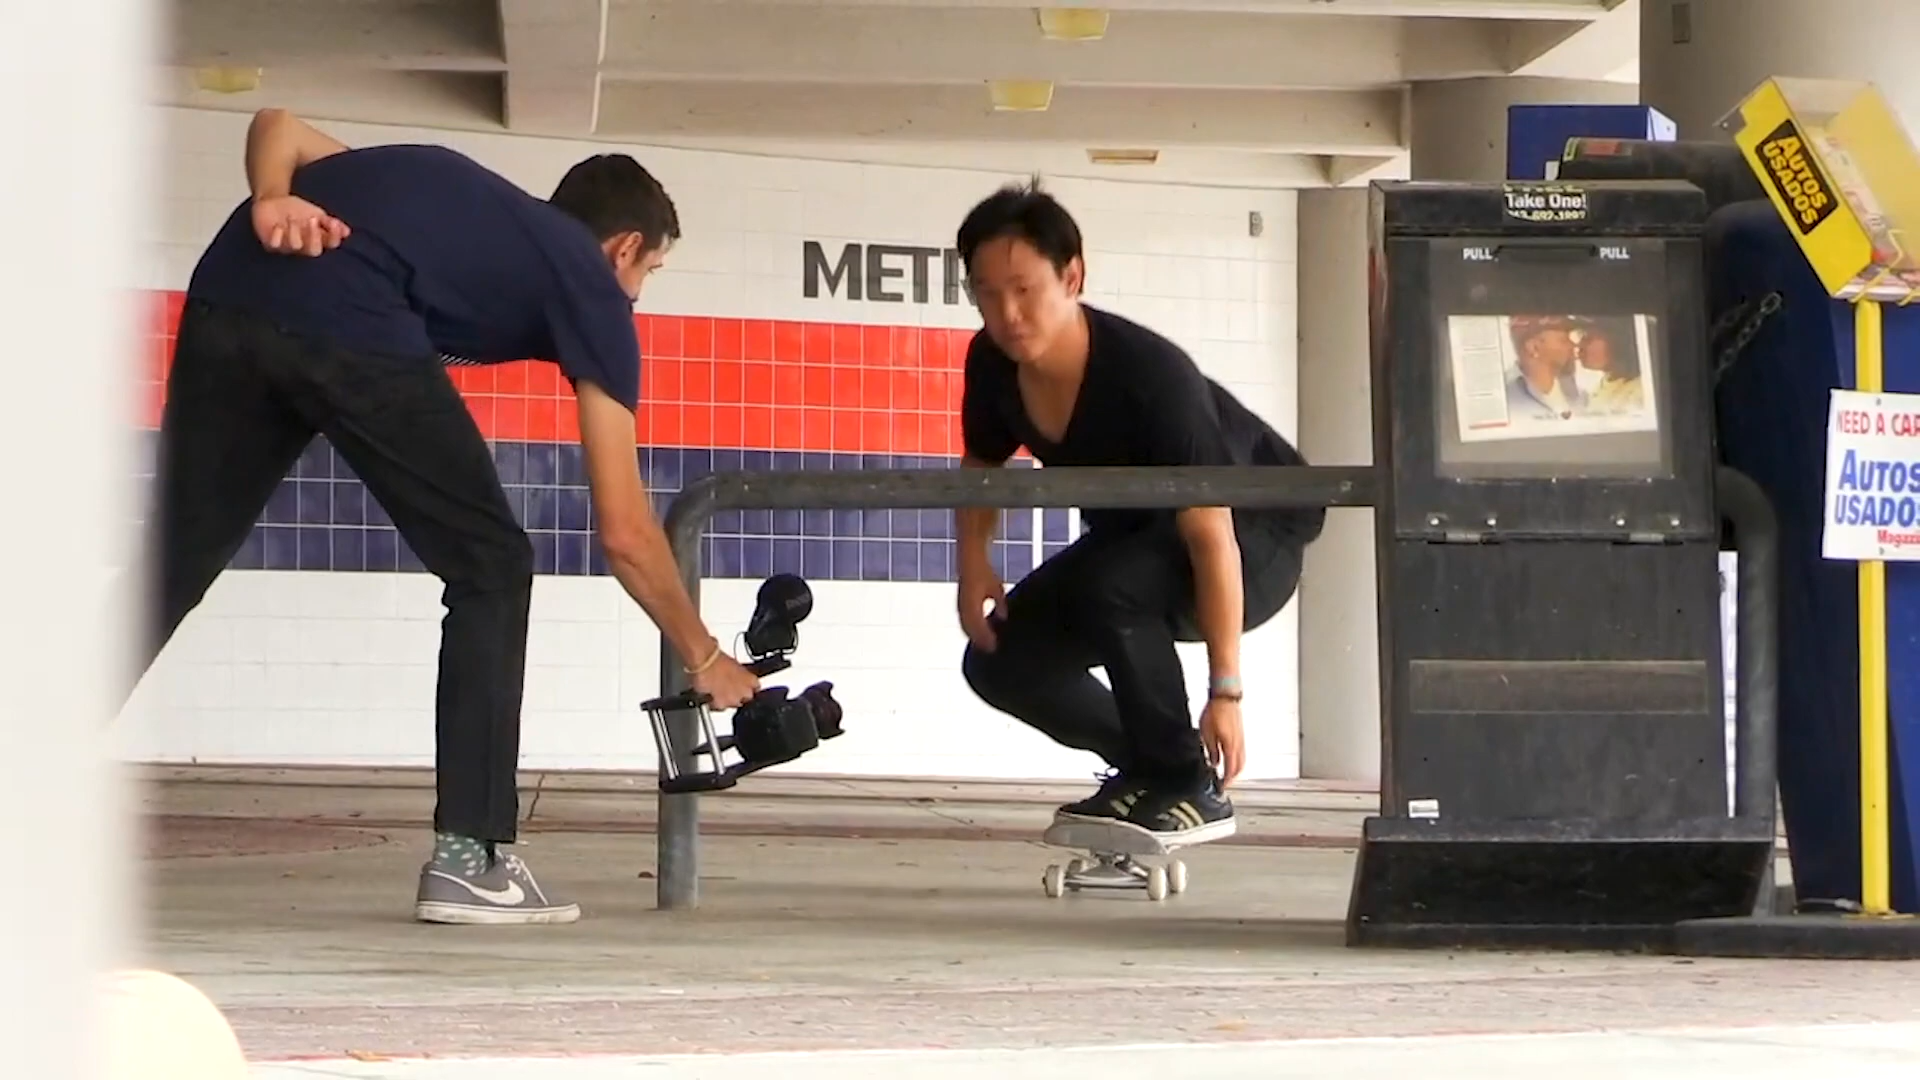 METR
Take One!
PULL
PULL
AUTOS
USADOS
NEED A CAR
AUTOS
USADOS